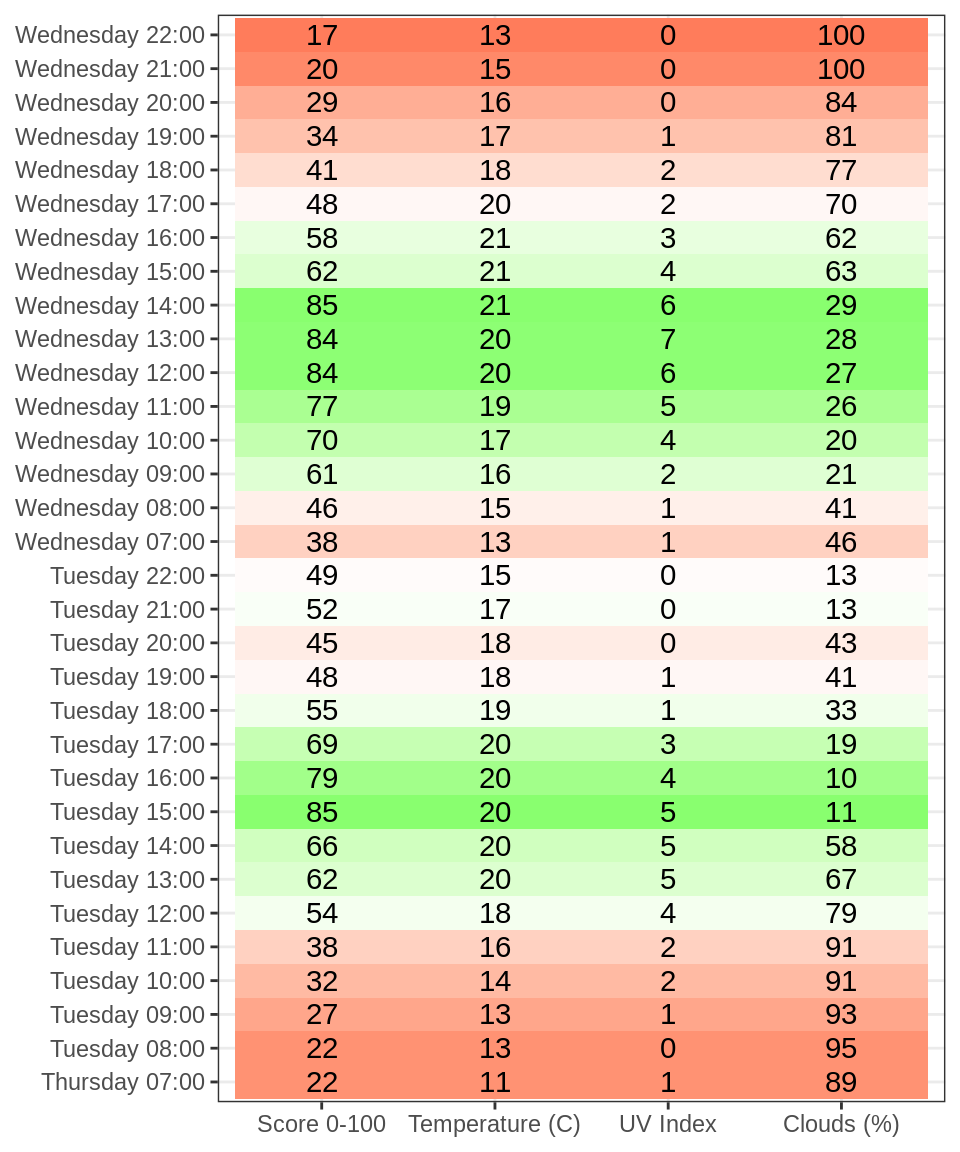 Wednesday 22:00 17 13 0 100
Wednesday 21:00 20 15 0 100
Wednesday 20:00 29 16 0 84
Wednesday 19:00 34 17 1 81
Wednesday 18:00 41 18 2 77
Wednesday 17:00 48 20 2 70
Wednesday 16:00 58 21 3 62
Wednesday 15:00 62 21 4 63
Wednesday 14:00 85 21 6 29
Wednesday 13:00 84 20 7 28
Wednesday 12:00 84 20 6 27
Wednesday 11:00 77 19 5 26
Wednesday 10:00 70 17 4 20
Wednesday 09:00 61 16 2 21
Wednesday 08:00 46 15 1 41
Wednesday 07:00 38 13 1 46
Tuesday 22:00 49 15 0 13
Tuesday 21:00 52 17 0 13
Tuesday 20:00 45 18 0 43
Tuesday 19:00 48 18 1 41
Tuesday 18:00 55 19 1 33
Tuesday 17:00 69 20 3 19
Tuesday 16:00 79 20 4 10
Tuesday 15:00 85 20 5 11
Tuesday 14:00 66 20 5 58
Tuesday 13:00 62 20 5 67
Tuesday 12:00 54 18 4 79
Tuesday 11:00 38 16 2 91
Tuesday 10:00 32 14 2 91
Tuesday 09:00 27 13 1 93
Tuesday 08:00 22 13 0 95
Thursday 07:00 22 11 1 89
Score 0-100 Temperature (C) UV Index Clouds (%)